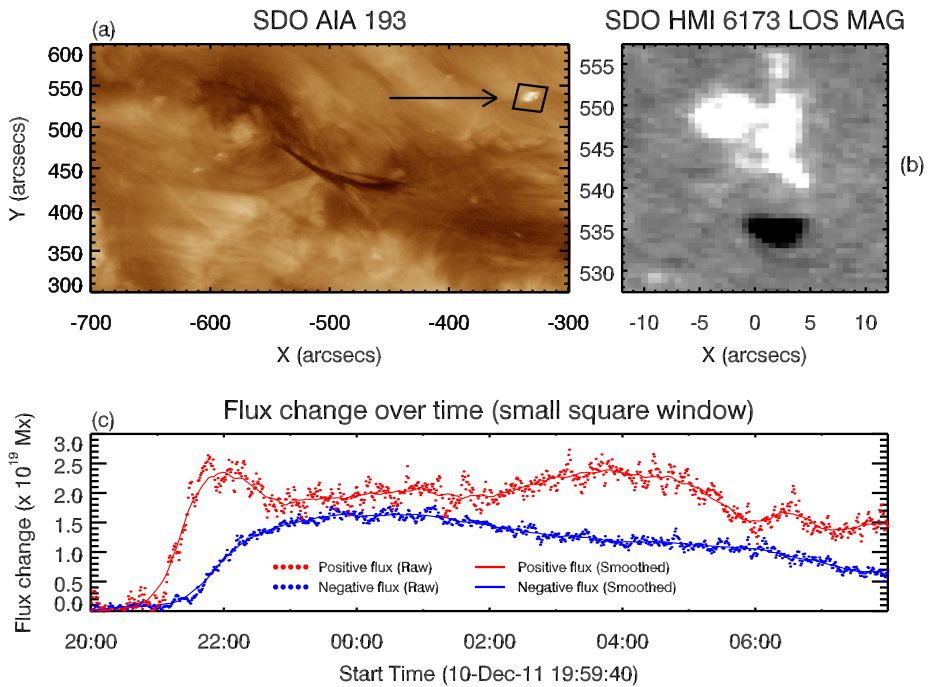 (a) SDO AIA 193
Y (arcsecs)
600
550
500
450
400
350
300
-700 -600 -500 -400 -300
X (arcsecs)
SDO HMI 6173 LOS MAG
(b)
555
550
545
540
535
530
-10 -5 0 5 10
X (arcsecs)
(c) Flux change over time (small square window)
Flux change (x 10^19 Mx)
3.0
2.5
2.0
1.5
1.0
0.5
0.0
Positive flux (Raw) Positive flux (Smoothed)
Negative flux (Raw) Negative flux (Smoothed)
20:00 22:00 00:00 02:00 04:00 06:00
Start Time (10-Dec-11 19:59:40)